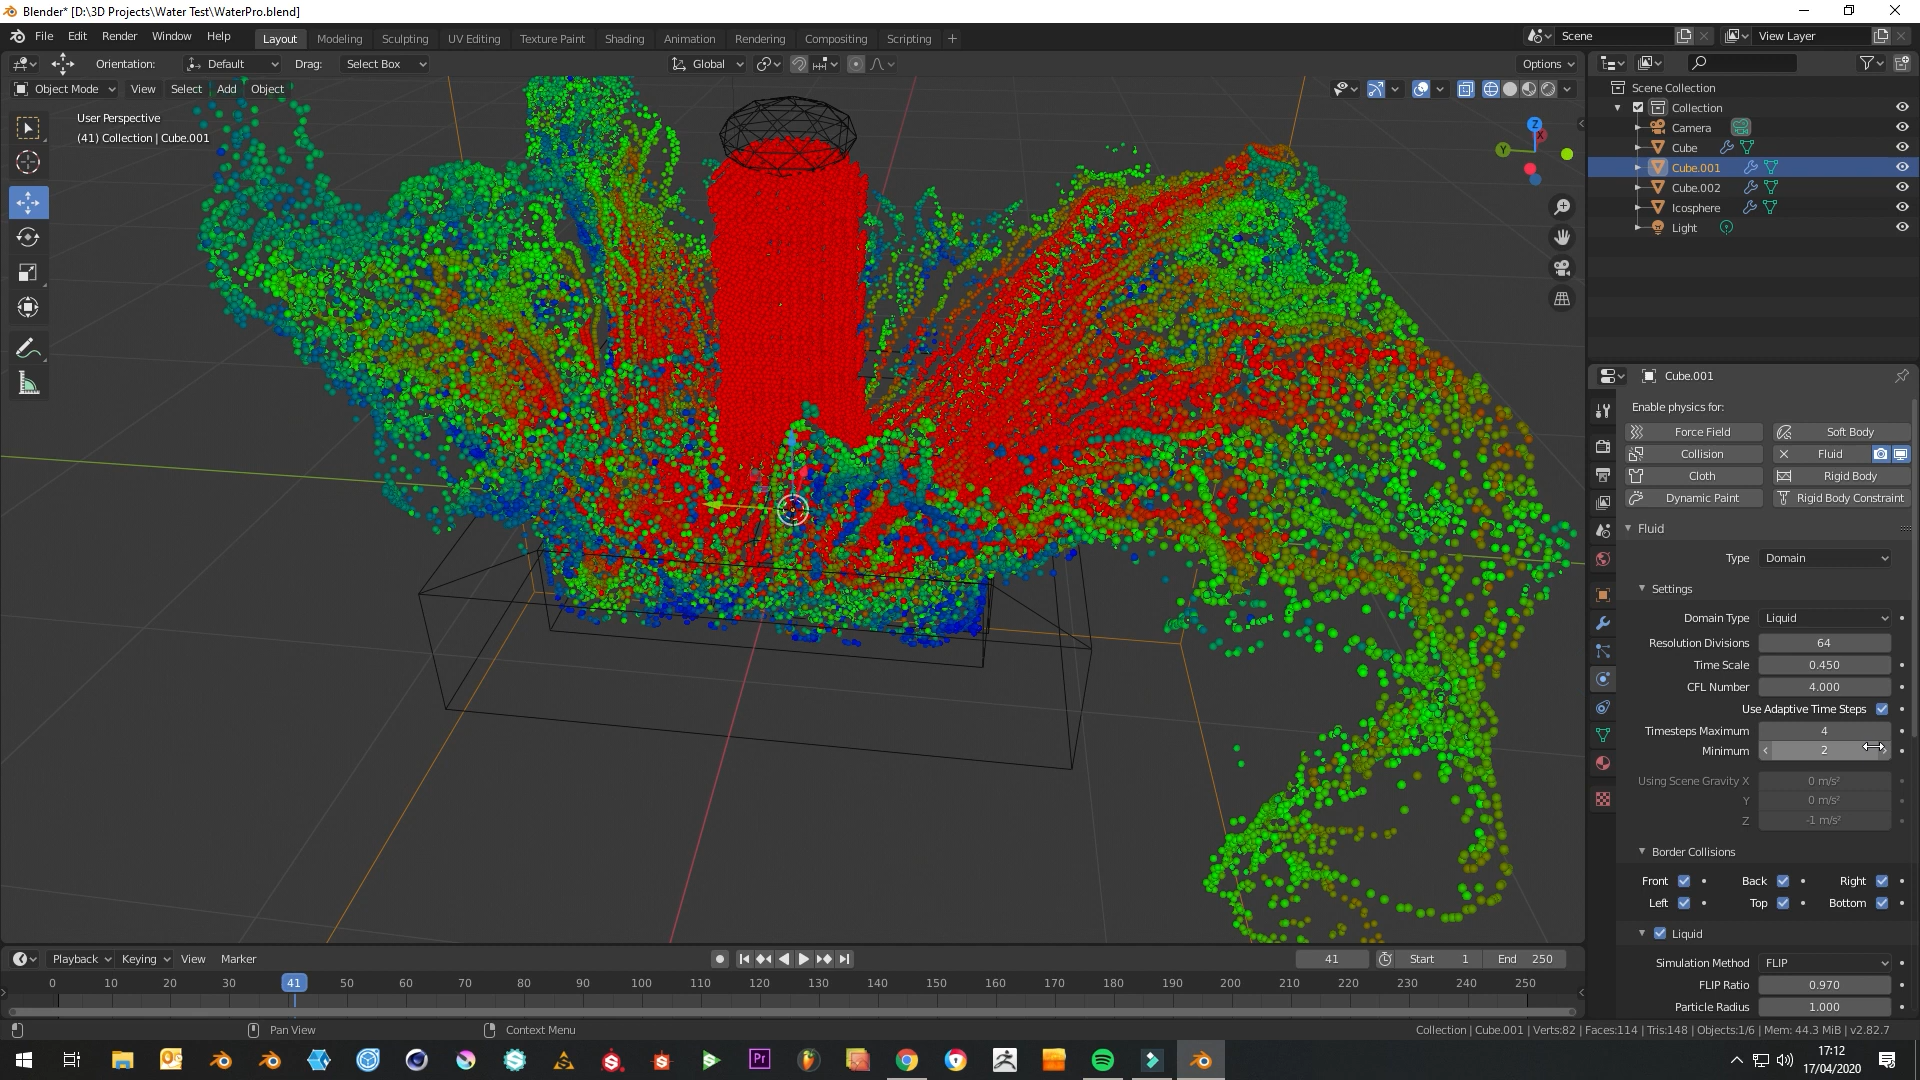 Blender* [D:\3D Projects\Water Test\WaterPro.blend]
File Edit Render Window Help Layout Modeling Sculpting UV Editing Texture Paint Shading Animation Rendering Compositing Scripting + Scene View Layer
Orientation: Default Drag: Select Box Global Options
Object Mode View Select Add Object
User Perspective
(41) Collection | Cube.001
Z
X
Y
Scene Collection
Collection
Camera
Cube
Cube.001
Cube.002
Icosphere
Light
Cube.001
Enable physics for:
Force Field Soft Body
Collision Fluid
Cloth Rigid Body
Dynamic Paint Rigid Body Constraint
Fluid
Type Domain
Settings
Domain Type Liquid
Resolution Divisions 64
Time Scale 0.450
CFL Number 4.000
Use Adaptive Time Steps
Timesteps Maximum 4
Minimum 2
Using Scene Gravity X 0 m/s²
Y 0 m/s²
Z -1 m/s²
Border Collisions
Front Back Right
Left Top Bottom
Liquid
Simulation Method FLIP
FLIP Ratio 0.970
Particle Radius 1.000
Playback Keying View Marker 41 Start 1 End 250
0 10 20 30 41 50 60 70 80 90 100 110 120 130 140 150 160 170 180 190 200 210 220 230 240 250
Pan View Context Menu Collection | Cube.001 | Verts:82 | Faces:114 | Tris:148 | Objects:1/6 | Mem: 44.3 MiB | v2.82.7
Pr
17:12
17/04/2020